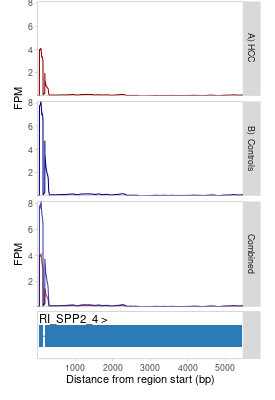 8
6
4
2
FPM
A) HCC
8
6
4
2
B) Controls
8
6
4
2
FPM
Combined
RI_SPP2_4 >
1000 2000 3000 4000 5000
Distance from region start (bp)